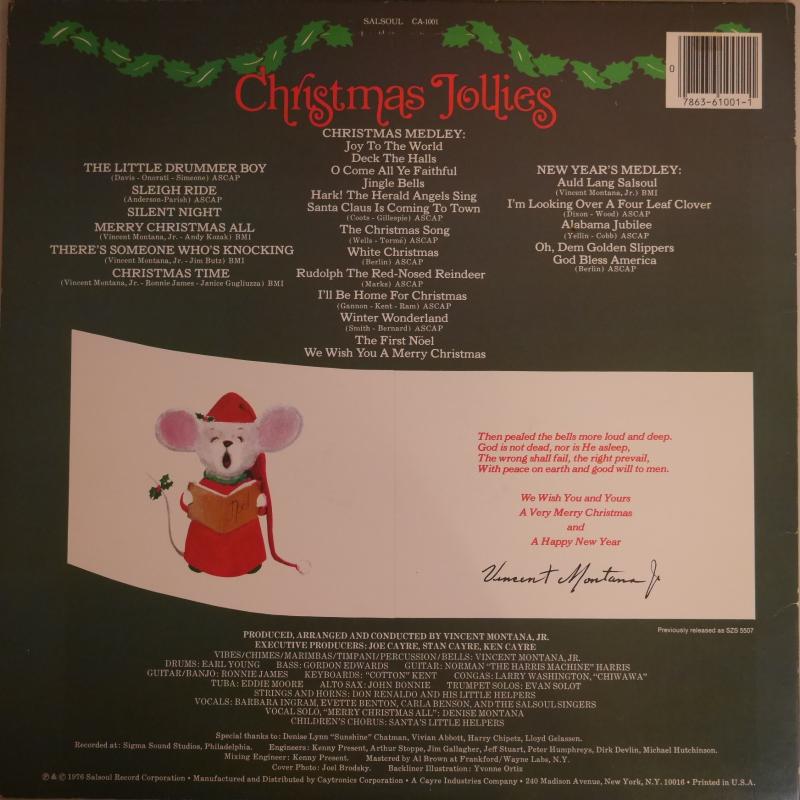 SALSOUL CA-1001
Christmas Jollies
0
7863-61001-1
THE LITTLE DRUMMER BOY
(Davis - Onorati - Simeone) ASCAP
SLEIGH RIDE
(Anderson-Parish) ASCAP
SILENT NIGHT
MERRY CHRISTMAS ALL
(Vincent Montana, Jr. - Andy Kozak) BMI
THERE'S SOMEONE WHO'S KNOCKING
(Vincent Montana, Jr. - Jim Butz) BMI
CHRISTMAS TIME
(Vincent Montana, Jr. - Ronnie James - Janice Gugliuzza) BMI
CHRISTMAS MEDLEY:
Joy To The World
Deck The Halls
O Come All Ye Faithful
Jingle Bells
Hark! The Herald Angels Sing
Santa Claus Is Coming To Town
(Coots - Gillespie) ASCAP
The Christmas Song
(Wells - Tormé) ASCAP
White Christmas
(Berlin) ASCAP
Rudolph The Red-Nosed Reindeer
(Marks) ASCAP
I'll Be Home For Christmas
(Gannon - Kent - Ram) ASCAP
Winter Wonderland
(Smith - Bernard) ASCAP
The First Nöel
We Wish You A Merry Christmas
NEW YEAR'S MEDLEY:
Auld Lang Salsoul
(Vincent Montana, Jr.) BMI
I'm Looking Over A Four Leaf Clover
(Dixon - Wood) ASCAP
Alabama Jubilee
(Yellin - Cobb) ASCAP
Oh, Dem Golden Slippers
God Bless America
(Berlin) ASCAP
Noel
Then pealed the bells more loud and deep.
God is not dead, nor is He asleep,
The wrong shall fail, the right prevail,
With peace on earth and good will to men.
We Wish You and Yours
A Very Merry Christmas
and
A Happy New Year
Vincent Montana Jr
Previously released as SZS 5507
PRODUCED, ARRANGED AND CONDUCTED BY VINCENT MONTANA, JR.
EXECUTIVE PRODUCERS: JOE CAYRE, STAN CAYRE, KEN CAYRE
VIBES/CHIMES/MARIMBAS/TIMPANI/PERCUSSION/BELLS: VINCENT MONTANA, JR.
DRUMS: EARL YOUNG BASS: GORDON EDWARDS GUITAR: NORMAN "THE HARRIS MACHINE" HARRIS
GUITAR/BANJO: RONNIE JAMES KEYBOARDS: "COTTON" KENT CONGAS: LARRY WASHINGTON, "CHIWAWA"
TUBA: EDDIE MOORE ALTO SAX: JOHN BONNIE TRUMPET SOLOS: EVAN SOLOT
STRINGS AND HORNS: DON RENALDO AND HIS LITTLE HELPERS
VOCALS: BARBARA INGRAM, EVETTE BENTON, CARLA BENSON, AND THE SALSOUL SINGERS
VOCAL SOLO, "MERRY CHRISTMAS ALL": DENISE MONTANA
CHILDREN'S CHORUS: SANTA'S LITTLE HELPERS
Special thanks to: Denise Lynn "Sunshine" Chatman, Vivian Abbott, Harry Chipetz, Lloyd Gelassen.
Recorded at: Sigma Sound Studios, Philadelphia. Engineers: Kenny Present, Arthur Stoppe, Jim Gallagher, Jeff Stuart, Peter Humphreys, Dirk Devlin, Michael Hutchinson.
Mixing Engineer: Kenny Present. Mastered by Al Brown at Frankford/Wayne Labs, N.Y.
Cover Photo: Joel Brodsky. Backliner Illustration: Yvonne Ortiz
℗ & © 1976 Salsoul Record Corporation • Manufactured and Distributed by Caytronics Corporation • A Cayre Industries Company • 240 Madison Avenue, New York, N.Y. 10016 • Printed in U.S.A.